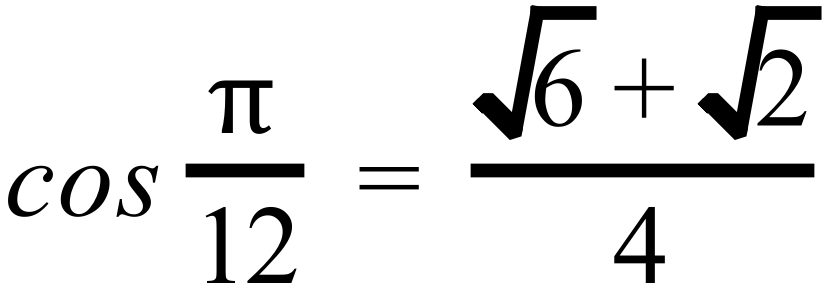 cos π/12 = (√6 + √2)/4